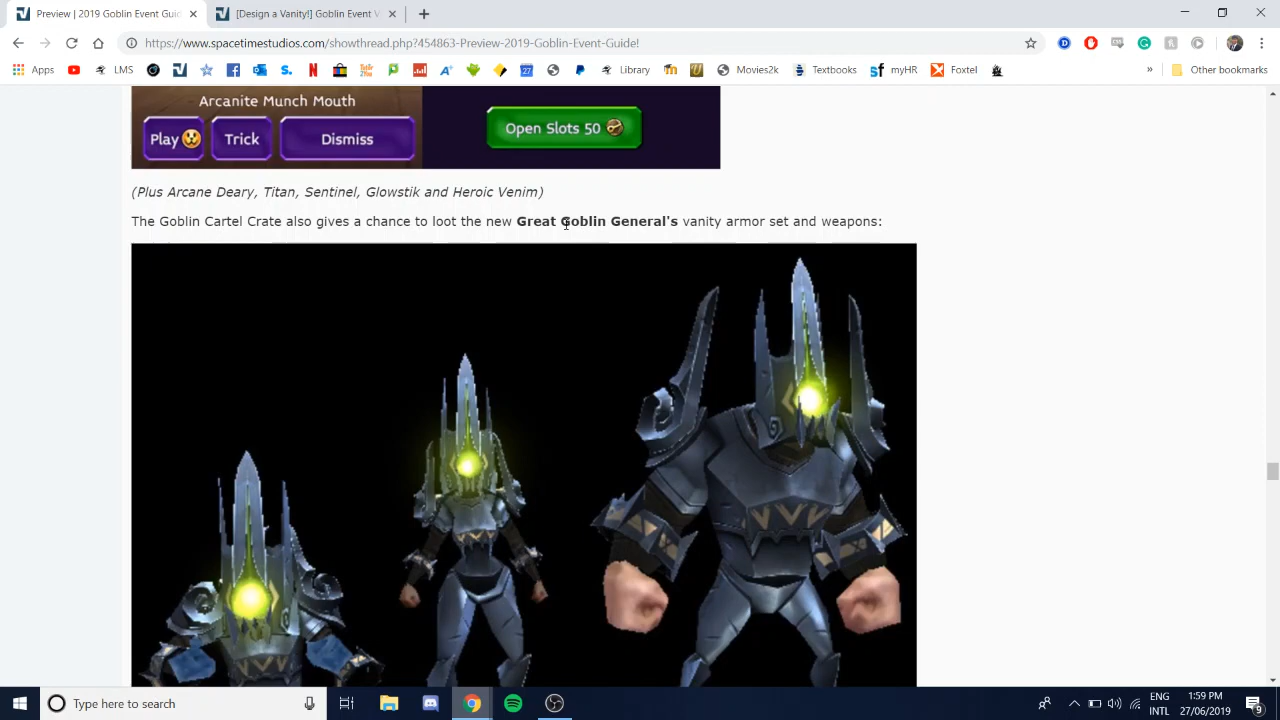 Preview | 2019 Goblin Event Gui
[Design a Vanity!] Goblin Event V
https://www.spacetimestudios.com/showthread.php?454863-Preview-2019-Goblin-Event-Guide!
Apps
LMS
Library
Movies2k
Textbooks
myHR
Foxtel
Other bookmarks
Arcanite Munch Mouth
Play
Trick
Dismiss
Open Slots 50
(Plus Arcane Deary, Titan, Sentinel, Glowstik and Heroic Venim)
The Goblin Cartel Crate also gives a chance to loot the new Great Goblin General's vanity armor set and weapons:
Type here to search
ENG
INTL
1:59 PM
27/06/2019
9